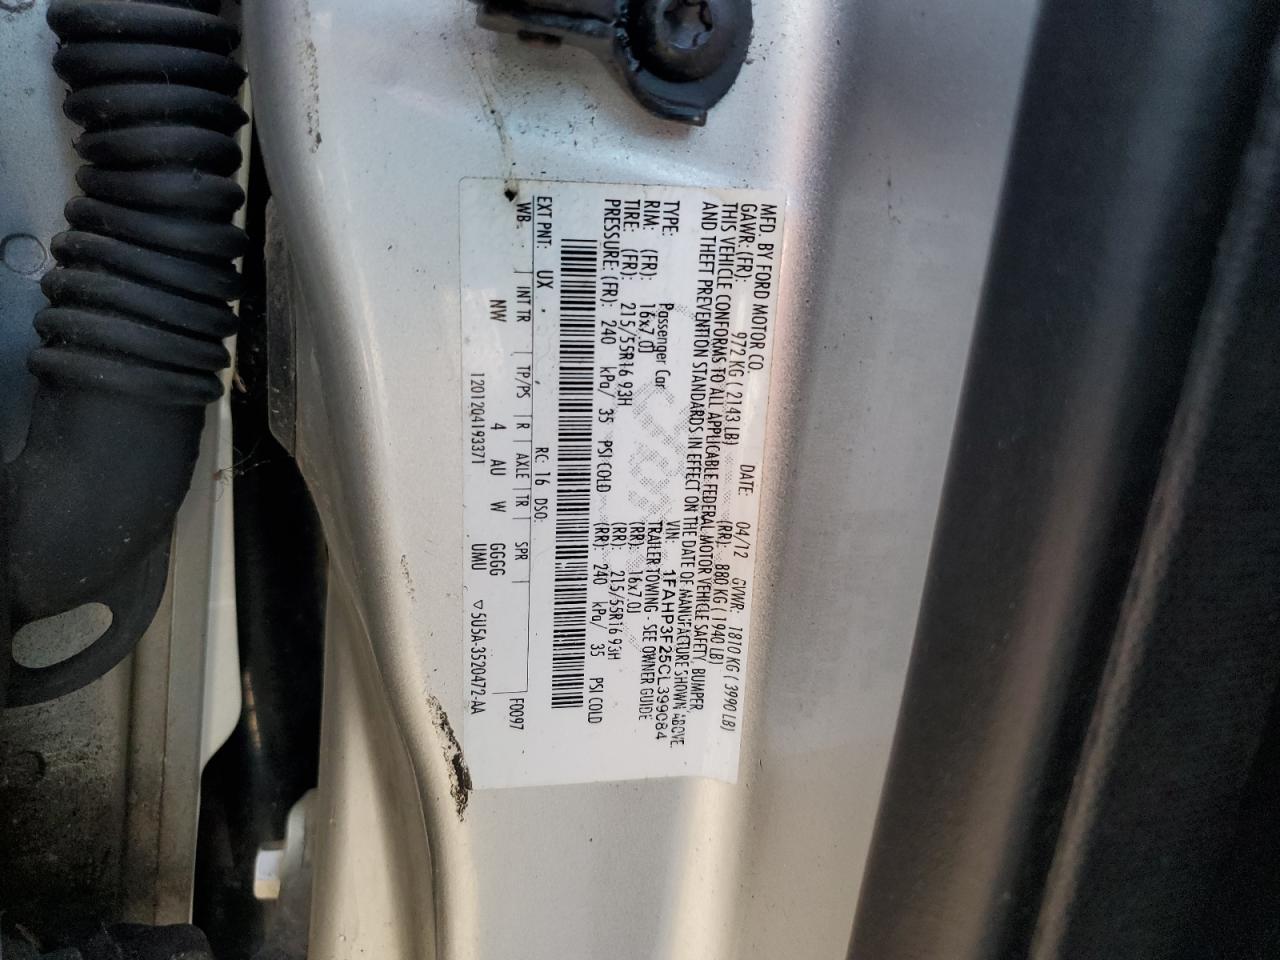 MFD. BY FORD MOTOR CO.
DATE: 04/12 GVWR: 1810 KG ( 3990 LB)
GAWR: (FR): 972 KG ( 2143 LB) (RR): 880 KG ( 1940 LB)
THIS VEHICLE CONFORMS TO ALL APPLICABLE FEDERAL MOTOR VEHICLE SAFETY, BUMPER,
AND THEFT PREVENTION STANDARDS IN EFFECT ON THE DATE OF MANUFACTURE SHOWN ABOVE.
VIN: 1FAHP3F25CL399084
TYPE: Passenger Car TRAILER TOWING - SEE OWNER GUIDE
RIM: (FR): 16x7.0J (RR): 16x7.0J
TIRE: (FR): 215/55R16 93H (RR): 215/55R16 93H
PRESSURE: (FR): 240 kPa/ 35 PSI COLD (RR): 240 kPa/ 35 PSI COLD
EXT PNT: UX RC: 16 DSO: F0097
WB INT TR TP/PS R AXLE TR SPR
NW 4 AU W GGGG
1201204193371 UMU ▽5U5A-3520472-AA